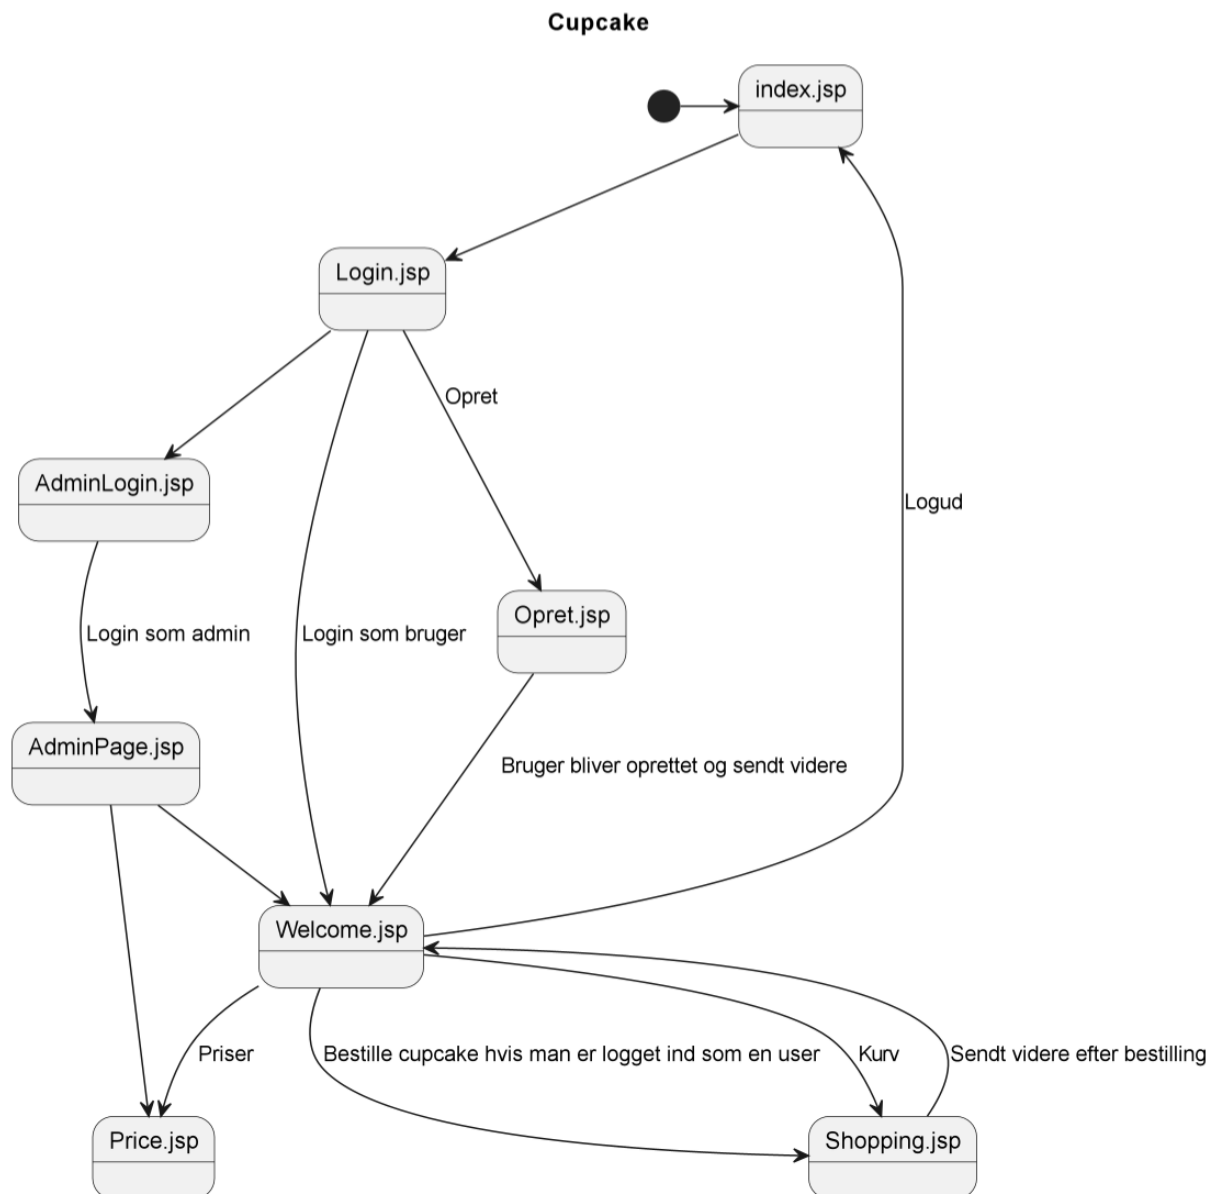 Cupcake
index.jsp
Login.jsp
Opret
AdminLogin.jsp
Logud
Opret.jsp
Login som admin
Login som bruger
AdminPage.jsp
Bruger bliver oprettet og sendt videre
Welcome.jsp
Priser
Bestille cupcake hvis man er logget ind som en user
Kurv
Sendt videre efter bestilling
Price.jsp
Shopping.jsp